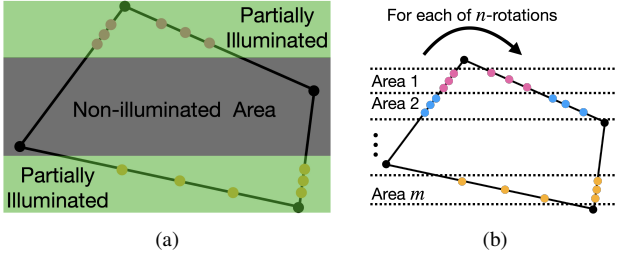 Partially
Illuminated
Non-illuminated Area
Partially
Illuminated
(a)
For each of n-rotations
Area 1
Area 2
Area m
(b)